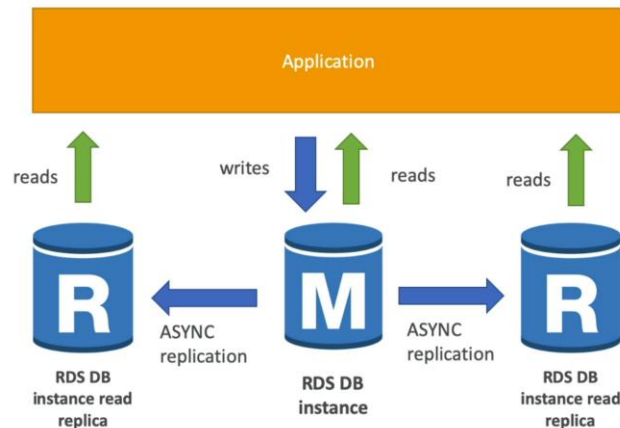 Application
reads
writes
reads
reads
R
M
R
ASYNC
replication
ASYNC
replication
RDS DB
instance read
replica
RDS DB
instance
RDS DB
instance read
replica